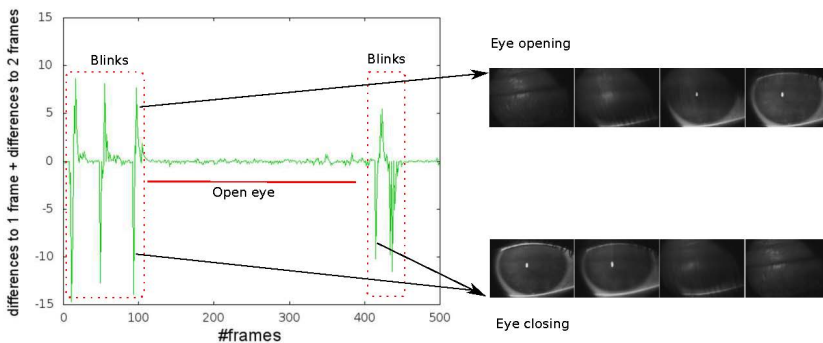 differences to 1 frame + differences to 2 frames
15
10
5
0
-5
-10
-15
0
100
200
300
400
500
#frames
Blinks
Blinks
Open eye
Eye opening
Eye closing